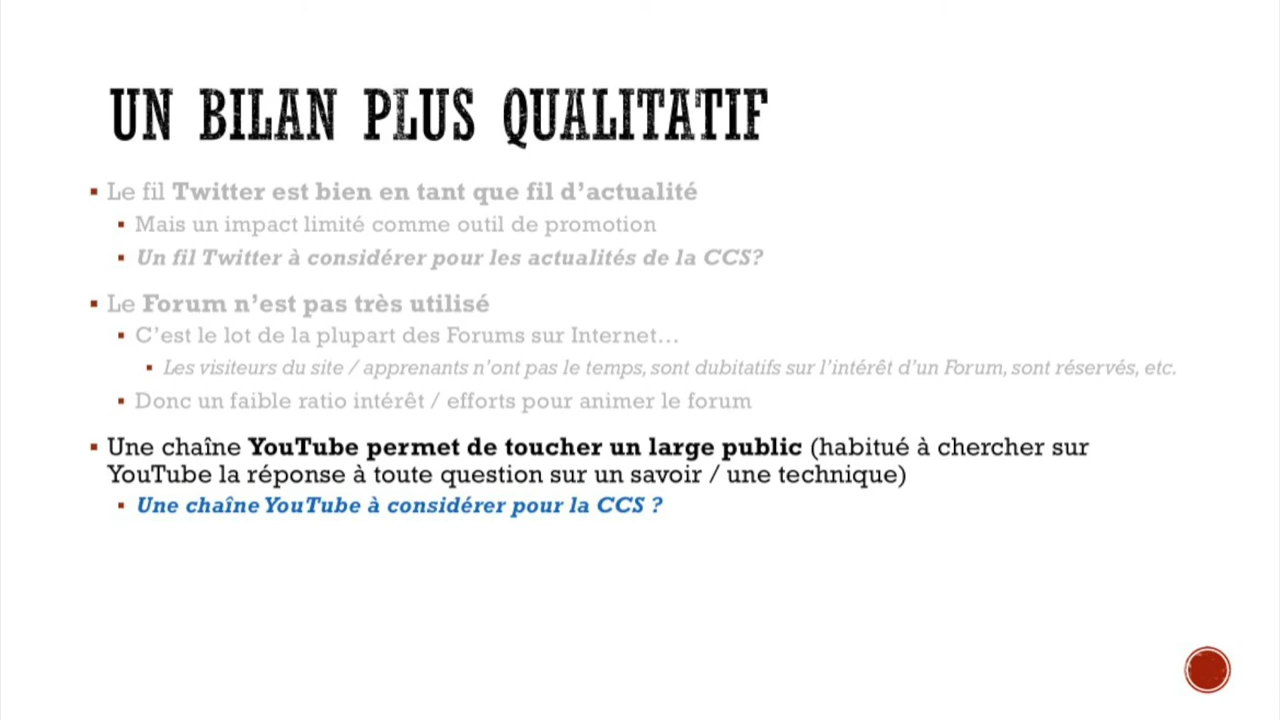 UN BILAN PLUS QUALITATIF
Le fil Twitter est bien en tant que fil d’actualité
Mais un impact limité comme outil de promotion
Un fil Twitter à considérer pour les actualités de la CCS?
Le Forum n’est pas très utilisé
C’est le lot de la plupart des Forums sur Internet…
Les visiteurs du site / apprenants n’ont pas le temps, sont dubitatifs sur l’intérêt d’un Forum, sont réservés, etc.
Donc un faible ratio intérêt / efforts pour animer le forum
Une chaîne YouTube permet de toucher un large public (habitué à chercher sur
YouTube la réponse à toute question sur un savoir / une technique)
Une chaîne YouTube à considérer pour la CCS ?